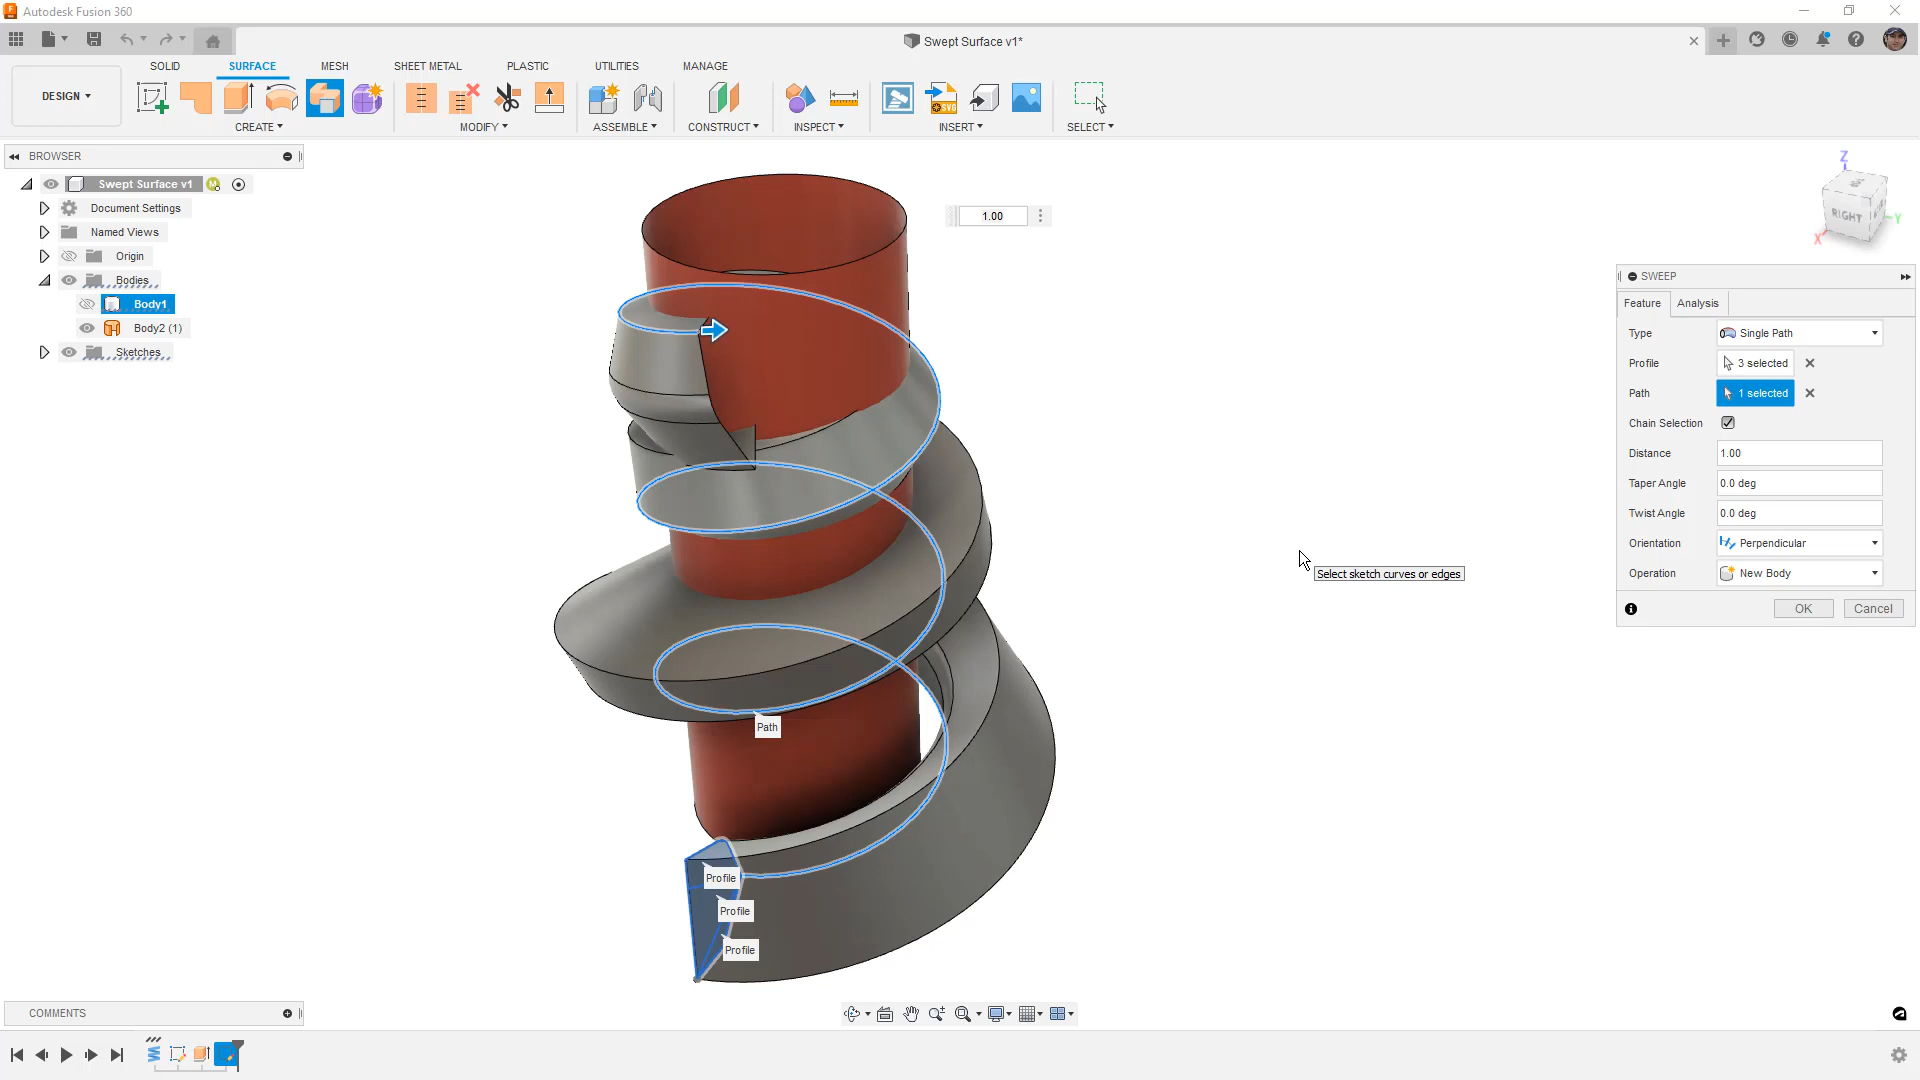 Autodesk Fusion 360
Swept Surface v1*
SOLID
SURFACE
MESH
SHEET METAL
PLASTIC
UTILITIES
MANAGE
DESIGN
CREATE
MODIFY
ASSEMBLE
CONSTRUCT
INSPECT
INSERT
SELECT
SVG
BROWSER
Swept Surface v1
Document Settings
Named Views
Origin
Bodies
Body1
Body2 (1)
Sketches
1.00
Z
RIGHT
Y
X
SWEEP
Feature
Analysis
Type
Single Path
Profile
3 selected
Path
1 selected
Chain Selection
Distance
1.00
Taper Angle
0.0 deg
Twist Angle
0.0 deg
Orientation
Perpendicular
Operation
New Body
OK
Cancel
Select sketch curves or edges
Path
Profile
Profile
Profile
COMMENTS